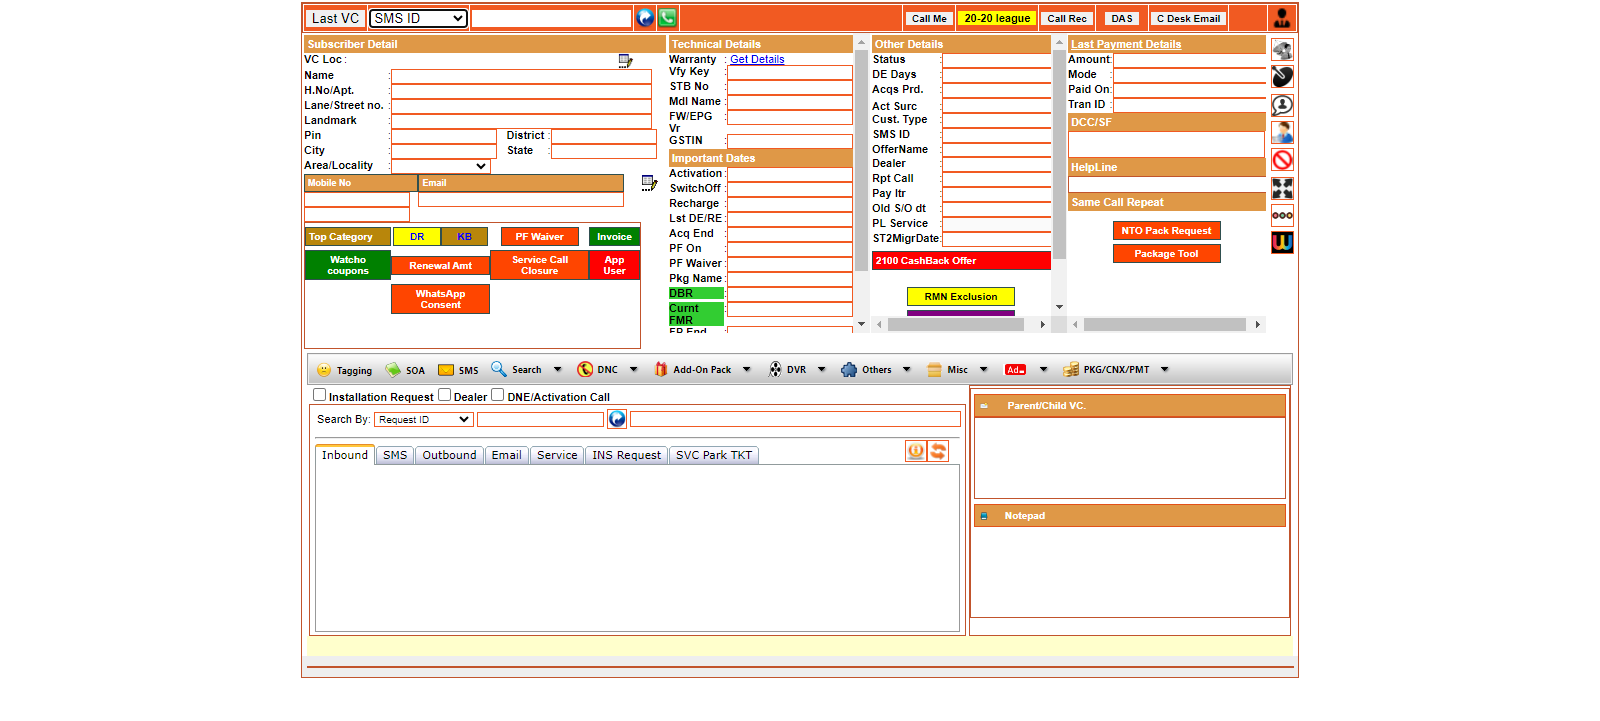 Last VC SMS ID Call Me 20-20 league Call Rec DAS C Desk Email
Subscriber Detail
VC Loc :
Name :
H.No/Apt. :
Lane/Street no. :
Landmark :
Pin : District :
City : State :
Area/Locality :
Mobile No Email
Top Category DR KB PF Waiver Invoice
Watcho coupons
Renewal Amt
Service Call Closure
App User
WhatsApp Consent
Technical Details
Warranty : Get Details
Vfy Key :
STB No :
Mdl Name :
FW/EPG Vr :
GSTIN :
Important Dates
Activation :
SwitchOff :
Recharge :
Lst DE/RE :
Acq End :
PF On :
PF Waiver :
Pkg Name :
DBR :
Curnt FMR :
EP End :
Other Details
Status :
DE Days :
Acqs Prd. :
Act Surc :
Cust. Type :
SMS ID :
OfferName :
Dealer :
Rpt Call :
Pay Itr :
Old S/O dt :
PL Service :
ST2MigrDate:
2100 CashBack Offer
RMN Exclusion
Last Payment Details
Amount:
Mode :
Paid On:
Tran ID :
DCC/SF
HelpLine
Same Call Repeat
NTO Pack Request
Package Tool
Tagging SOA SMS Search DNC Add-On Pack DVR Others Misc Ad PKG/CNX/PMT
Installation Request Dealer DNE/Activation Call
Search By: Request ID
Inbound SMS Outbound Email Service INS Request SVC Park TKT
Parent/Child VC.
Notepad